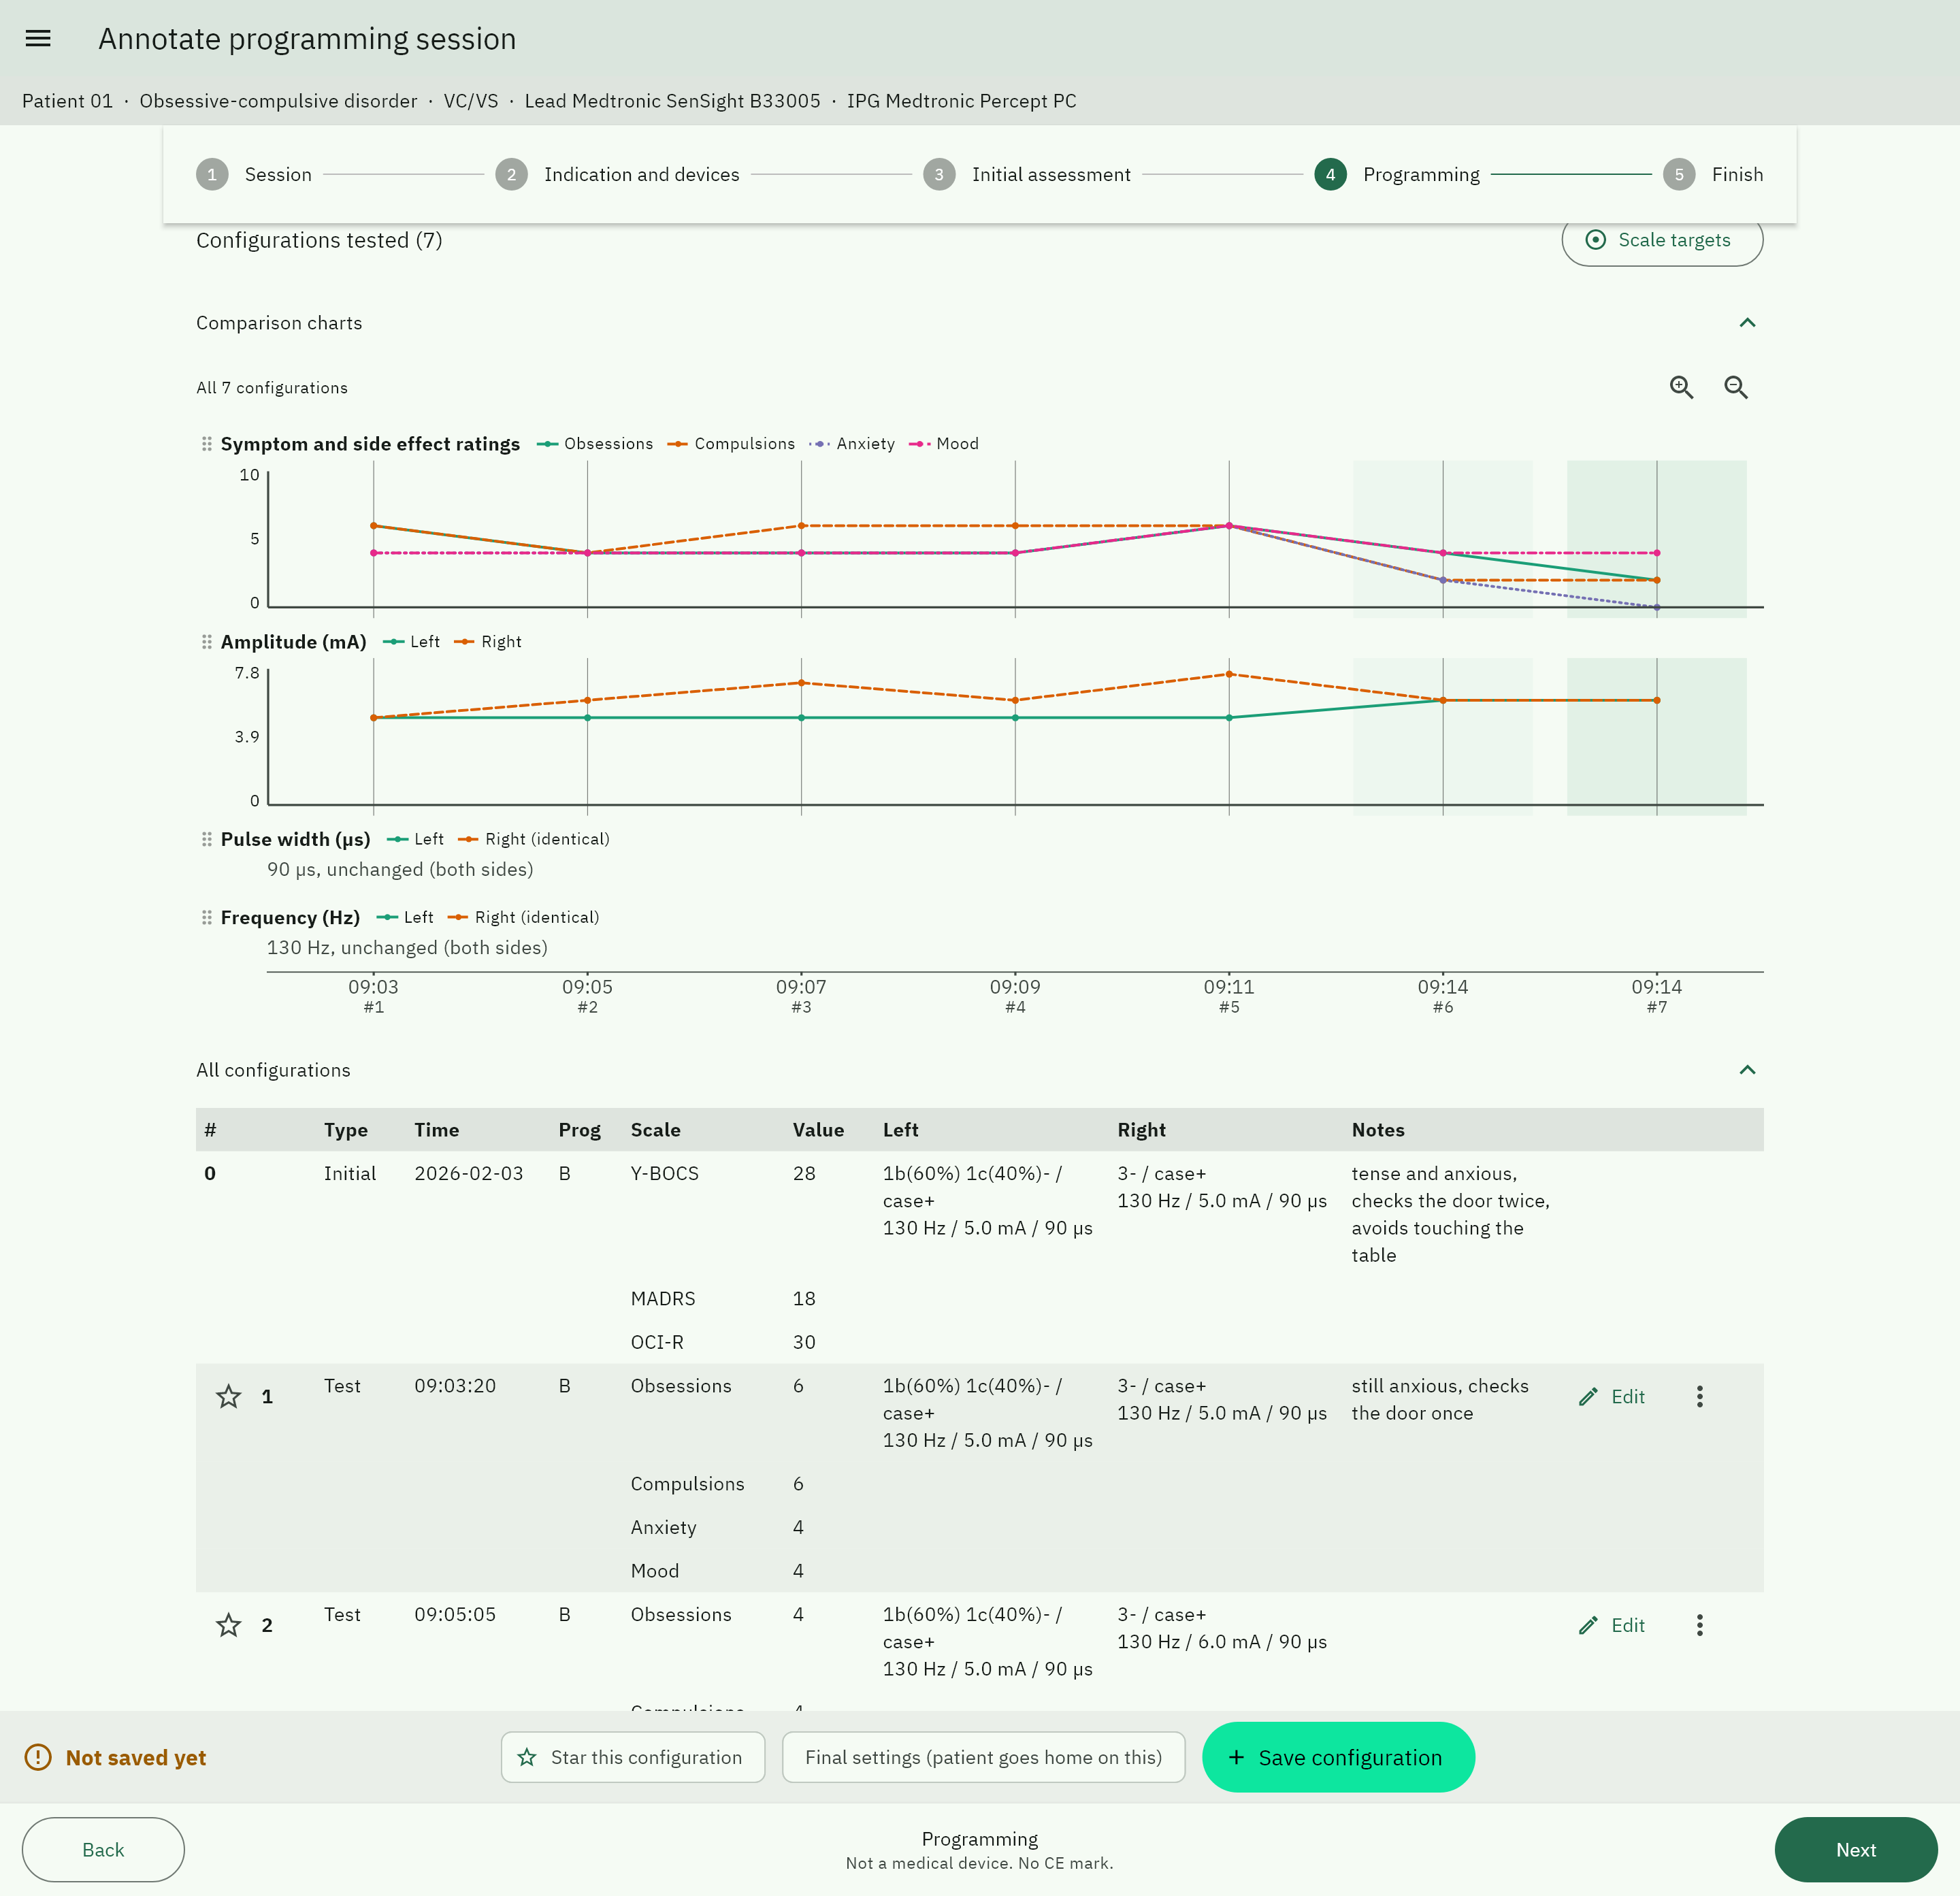 Annotate programming session
Patient 01 · Obsessive-compulsive disorder · VC/VS · Lead Medtronic SenSight B33005 · IPG Medtronic Percept PC
1 Session 2 Indication and devices 3 Initial assessment 4 Programming 5 Finish
Configurations tested (7) Scale targets
Comparison charts
All 7 configurations
Symptom and side effect ratings Obsessions Compulsions Anxiety Mood
10
5
0
Amplitude (mA) Left Right
7.8
3.9
0
Pulse width (µs) Left Right (identical)
90 µs, unchanged (both sides)
Frequency (Hz) Left Right (identical)
130 Hz, unchanged (both sides)
09:03 09:05 09:07 09:09 09:11 09:14 09:14
#1 #2 #3 #4 #5 #6 #7
All configurations
# Type Time Prog Scale Value Left Right Notes
0 Initial 2026-02-03 B Y-BOCS 28 1b(60%) 1c(40%)- / 3- / case+ tense and anxious,
case+ 130 Hz / 5.0 mA / 90 µs checks the door twice,
130 Hz / 5.0 mA / 90 µs avoids touching the
table
MADRS 18
OCI-R 30
1 Test 09:03:20 B Obsessions 6 1b(60%) 1c(40%)- / 3- / case+ still anxious, checks Edit
case+ 130 Hz / 5.0 mA / 90 µs the door once
130 Hz / 5.0 mA / 90 µs
Compulsions 6
Anxiety 4
Mood 4
2 Test 09:05:05 B Obsessions 4 1b(60%) 1c(40%)- / 3- / case+ Edit
case+ 130 Hz / 6.0 mA / 90 µs
130 Hz / 5.0 mA / 90 µs
Compulsions 4
Not saved yet Star this configuration Final settings (patient goes home on this) + Save configuration
Back Programming Next
Not a medical device. No CE mark.